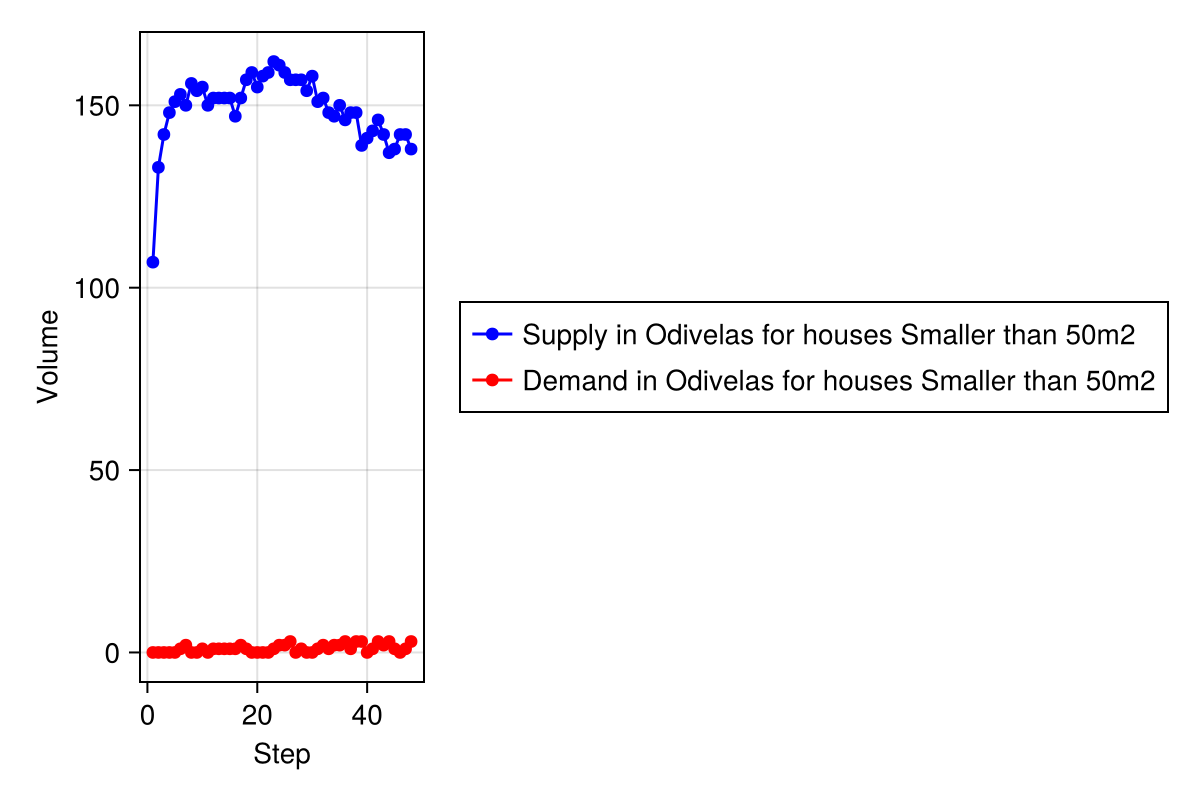 150
100
50
0
Volume
0 20 40
Step
Supply in Odivelas for houses Smaller than 50m2
Demand in Odivelas for houses Smaller than 50m2